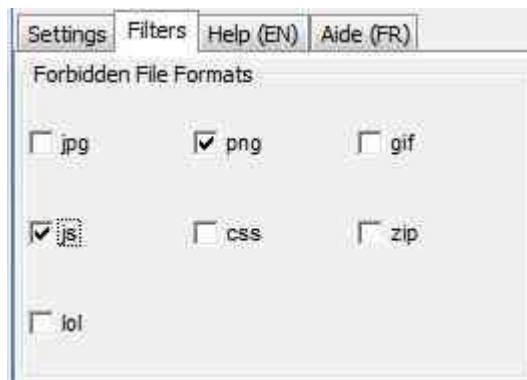 Settings Filters Help (EN) Aide (FR)
Forbidden File Formats
jpg png gif
js css zip
lol